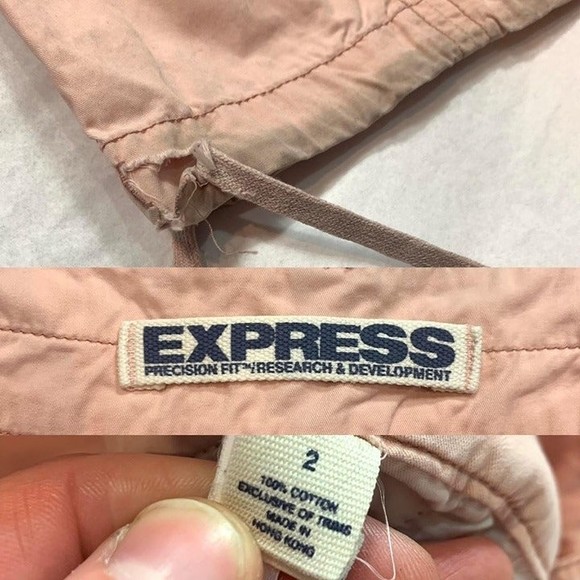 EXPRESS
PRECISION FIT™/RESEARCH & DEVELOPMENT
2
100% COTTON
EXCLUSIVE OF TRIMS
MADE IN
HONG KONG